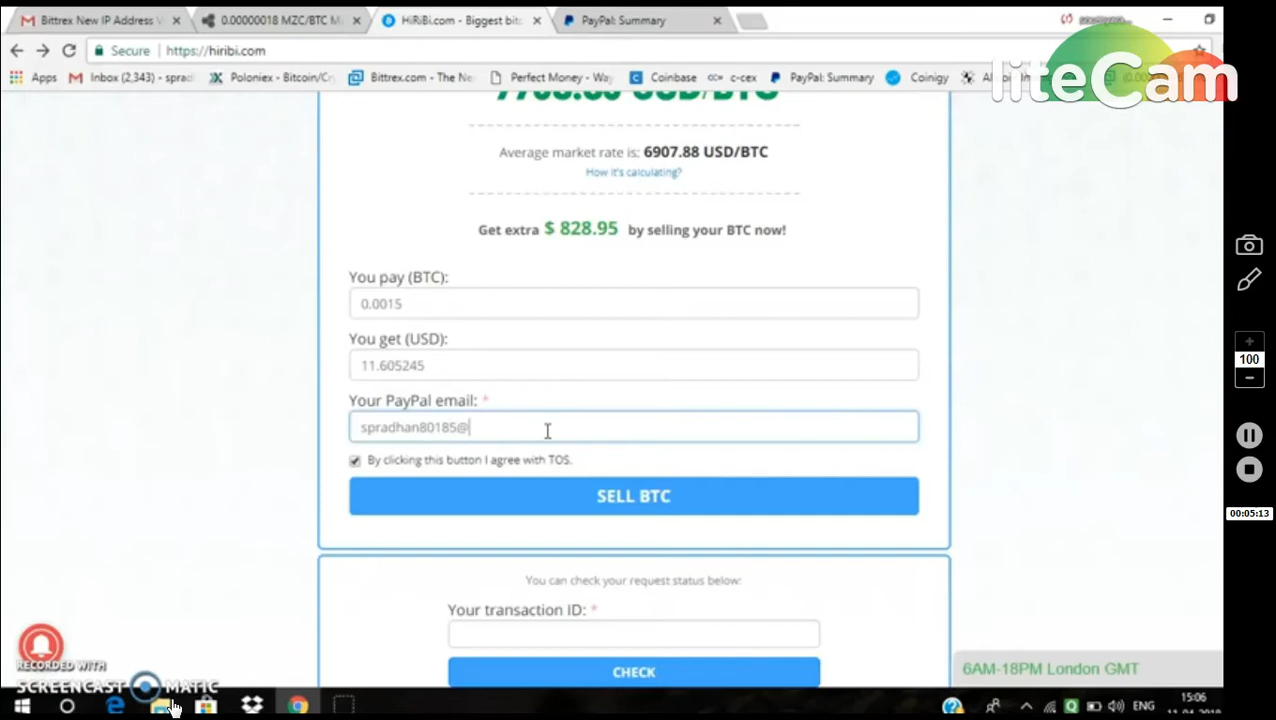 Bittrex New IP Address V
0.00000018 MZC/BTC M
HiRiBi.com - Biggest bit
PayPal: Summary
Secure
https://hiribi.com
Apps
Inbox (2,343) - sprad
Poloniex - Bitcoin/Cr
Bittrex.com - The Ne
Perfect Money - Way
Coinbase
c-cex
PayPal: Summary
Coinigy
liteCam
USD/BTC
Average market rate is: 6907.88 USD/BTC
How it's calculating?
Get extra $ 828.95 by selling your BTC now!
You pay (BTC):
0.0015
You get (USD):
11.605245
Your PayPal email: *
spradhan80185@
By clicking this button I agree with TOS.
SELL BTC
You can check your request status below:
Your transaction ID: *
CHECK
6AM-18PM London GMT
100
00:05:13
RECORDED WITH
SCREENCAST MATIC
ENG
15:06